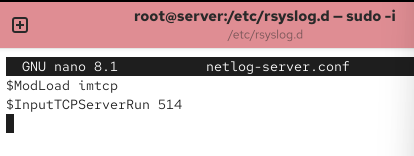 root@server:/etc/rsyslog.d — sudo -i
/etc/rsyslog.d
GNU nano 8.1 netlog-server.conf
$ModLoad imtcp
$InputTCPServerRun 514